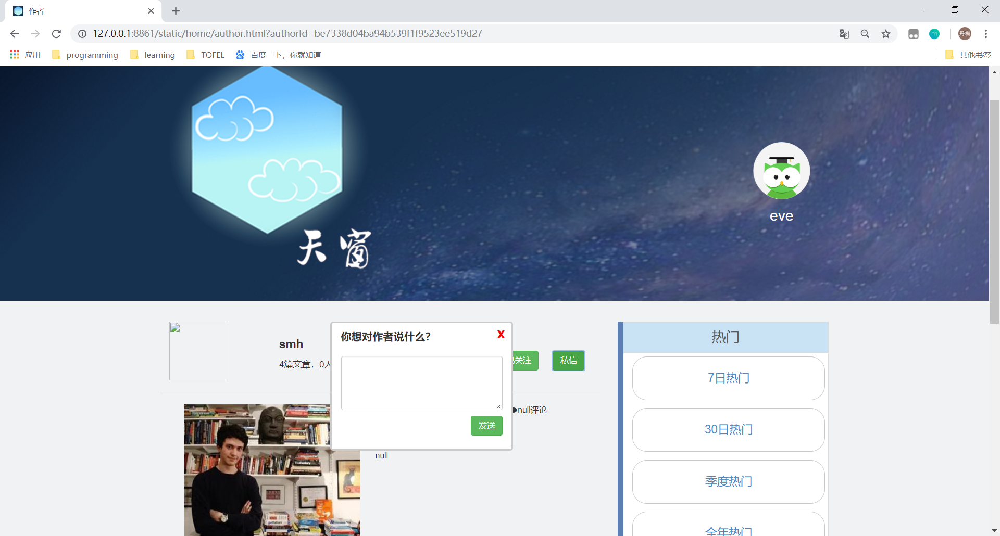 作者
127.0.0.1:8861/static/home/author.html?authorId=be7338d04ba94b539f1f9523ee519d27
丹梅
应用
programming
learning
TOFEL
百度一下，你就知道
其他书签
天窗
eve
smh
4篇文章，0人
你想对作者说什么?
X
关注
私信
发送
null评论
null
热门
7日热门
30日热门
季度热门
全年热门